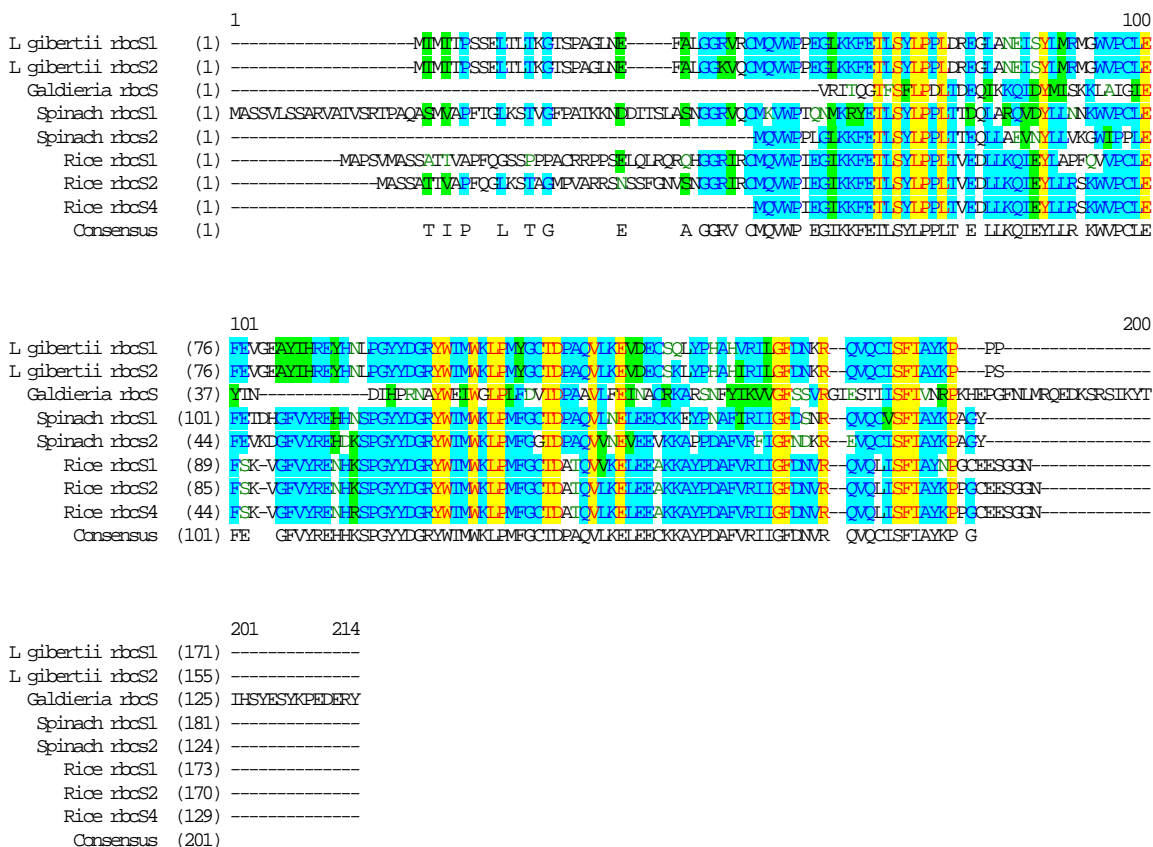 1 100
L gibertii rbcS1 (1) --------------------MIMITPSSELTLTKGTSPAGLNE-----FALGGRVRCMQVWPPEGLKKFETLSYLPPLDREGLANEISYLMRMGWVPCLE
L gibertii rbcS2 (1) --------------------MIMITPSSELTLTKGTSPAGLNE-----FALGGKVQCMQVWPPEGLKKFETLSYLPPLDREGLANEISYLMRMGWVPCLE
Galdieria rbcS (1) ----------------------------------------------------------------VRITQGTFSFLPDLTDEQIKKQIDYMISKKLAIGIE
Spinach rbcS1 (1) MASSVLSSARVATVSRTPAQASMVAPFTGLKSTVGFPATKKNDDITSLASNGGRVQCMKVWPTQNMKRYETLSYLPPLTTDQLARQVDYLLNNKWVPCLE
Spinach rbcs2 (1) ---------------------------------------------------------MQVWPPLGLKKFETLSYLPPLTTEQLLAEVNYLLVKGWIPPLE
Rice rbcS1 (1) ------------MAPSVMASSATTVAPFQGSSPPPACRRPPSELQLRQRQHGGRIRCMQVWPIEGIKKFETLSYLPPLTVEDLLKQIEYLAPFQVVPCLE
Rice rbcS2 (1) ----------------MASSATTVAPFQGLKSTAGMPVARRSNSSFGNVSNGGRIRCMQVWPIEGIKKFETLSYLPPLTVEDLLKQIEYLLRSKWVPCLE
Rice rbcS4 (1) ---------------------------------------------------------MQVWPIEGIKKFETLSYLPPLTVEDLLKQIEYLLRSKWVPCLE
Consensus (1) T I P L T G E A GGRV CMQVWP EGIKKFETLSYLPPLT E LLKQIEYLLR KWVPCLE
101 200
L gibertii rbcS1 (76) FEVGEAYTHREYHNLPGYYDGRYWTMWKLPMYGCTDPAQVLKEVDECSQLYPHAHVRILGFDNKR--QVQCISFIAYKP---PP----------------
L gibertii rbcS2 (76) FEVGEAYTHREYHNLPGYYDGRYWTMWKLPMYGCTDPAQVLKEVDECSKLYPHAHIRILGFDNKR--QVQCISFIAYKP---PS----------------
Galdieria rbcS (37) YIN------------DIHPRNAYWEIWGLPLFDVTDPAAVLFEINACRKARSNFYIKVVGFSSVRGIESTIISFIVNRPKHEPGFNLMRQEDKSRSIKYT
Spinach rbcS1 (101) FETDHGFVYREHHNSPGYYDGRYWTMWKLPMFGCTDPAQVLNELEECKKEYPNAFIRIIGFDSNR--QVQCVSFIAYKPAGY------------------
Spinach rbcs2 (44) FEVKDGFVYREHDKSPGYYDGRYWTMWKLPMFGGTDPAQVVNEVEEVKKAPPDAFVRFIGFNDKR--EVQCISFIAYKPAGY------------------
Rice rbcS1 (89) FSK-VGFVYRENHKSPGYYDGRYWTMWKLPMFGCTDATQVVKELEEAKKAYPDAFVRIIGFDNVR--QVQLISFIAYNPGCEESGGN------------
Rice rbcS2 (85) FSK-VGFVYRENHKSPGYYDGRYWTMWKLPMFGCTDATQVLKELEEAKKAYPDAFVRIIGFDNVR--QVQLISFIAYKPPGCEESGGN------------
Rice rbcS4 (44) FSK-VGFVYRENHRSPGYYDGRYWTMWKLPMFGCTDATQVLKELEEAKKAYPDAFVRIIGFDNVR--QVQLISFIAYKPPGCEESGGN------------
Consensus (101) FE GFVYREHHKSPGYYDGRYWTMWKLPMFGCTDPAQVLKELEECKKAYPDAFVRIIGFDNVR QVQCISFIAYKP G
201 214
L gibertii rbcS1 (171) --------------
L gibertii rbcS2 (155) --------------
Galdieria rbcS (125) IHSYESYKPEDERY
Spinach rbcS1 (181) --------------
Spinach rbcs2 (124) --------------
Rice rbcS1 (173) --------------
Rice rbcS2 (170) --------------
Rice rbcS4 (129) --------------
Consensus (201)